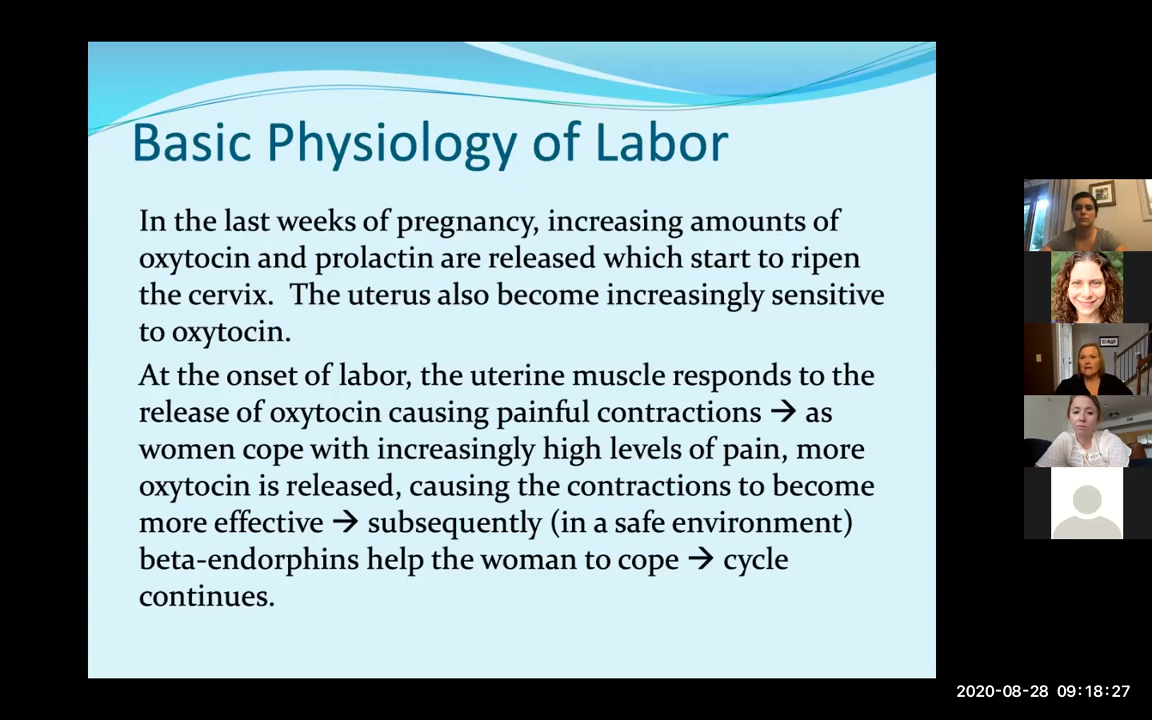 Basic Physiology of Labor
In the last weeks of pregnancy, increasing amounts of
oxytocin and prolactin are released which start to ripen
the cervix.  The uterus also become increasingly sensitive
to oxytocin.
At the onset of labor, the uterine muscle responds to the
release of oxytocin causing painful contractions → as
women cope with increasingly high levels of pain, more
oxytocin is released, causing the contractions to become
more effective → subsequently (in a safe environment)
beta-endorphins help the woman to cope → cycle
continues.
2020-08-28 09:18:27